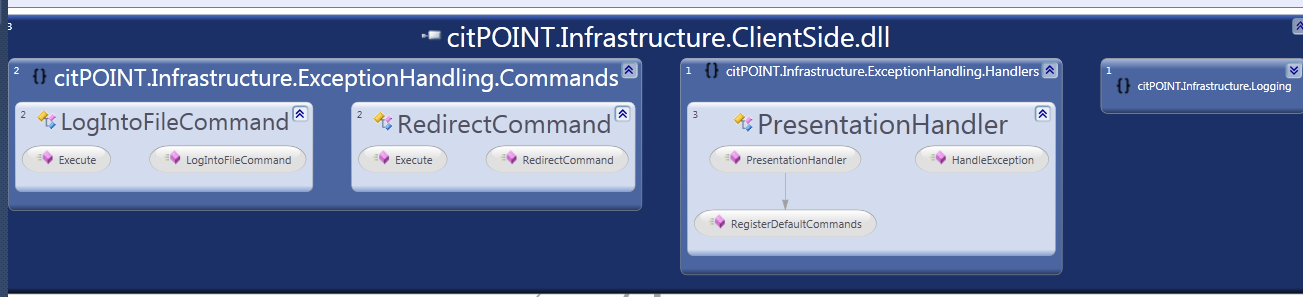 3
citPOINT.Infrastructure.ClientSide.dll
2 {} citPOINT.Infrastructure.ExceptionHandling.Commands
2 LogIntoFileCommand
Execute
LogIntoFileCommand
2 RedirectCommand
Execute
RedirectCommand
1 {} citPOINT.Infrastructure.ExceptionHandling.Handlers
3 PresentationHandler
PresentationHandler
HandleException
RegisterDefaultCommands
1 {} citPOINT.Infrastructure.Logging